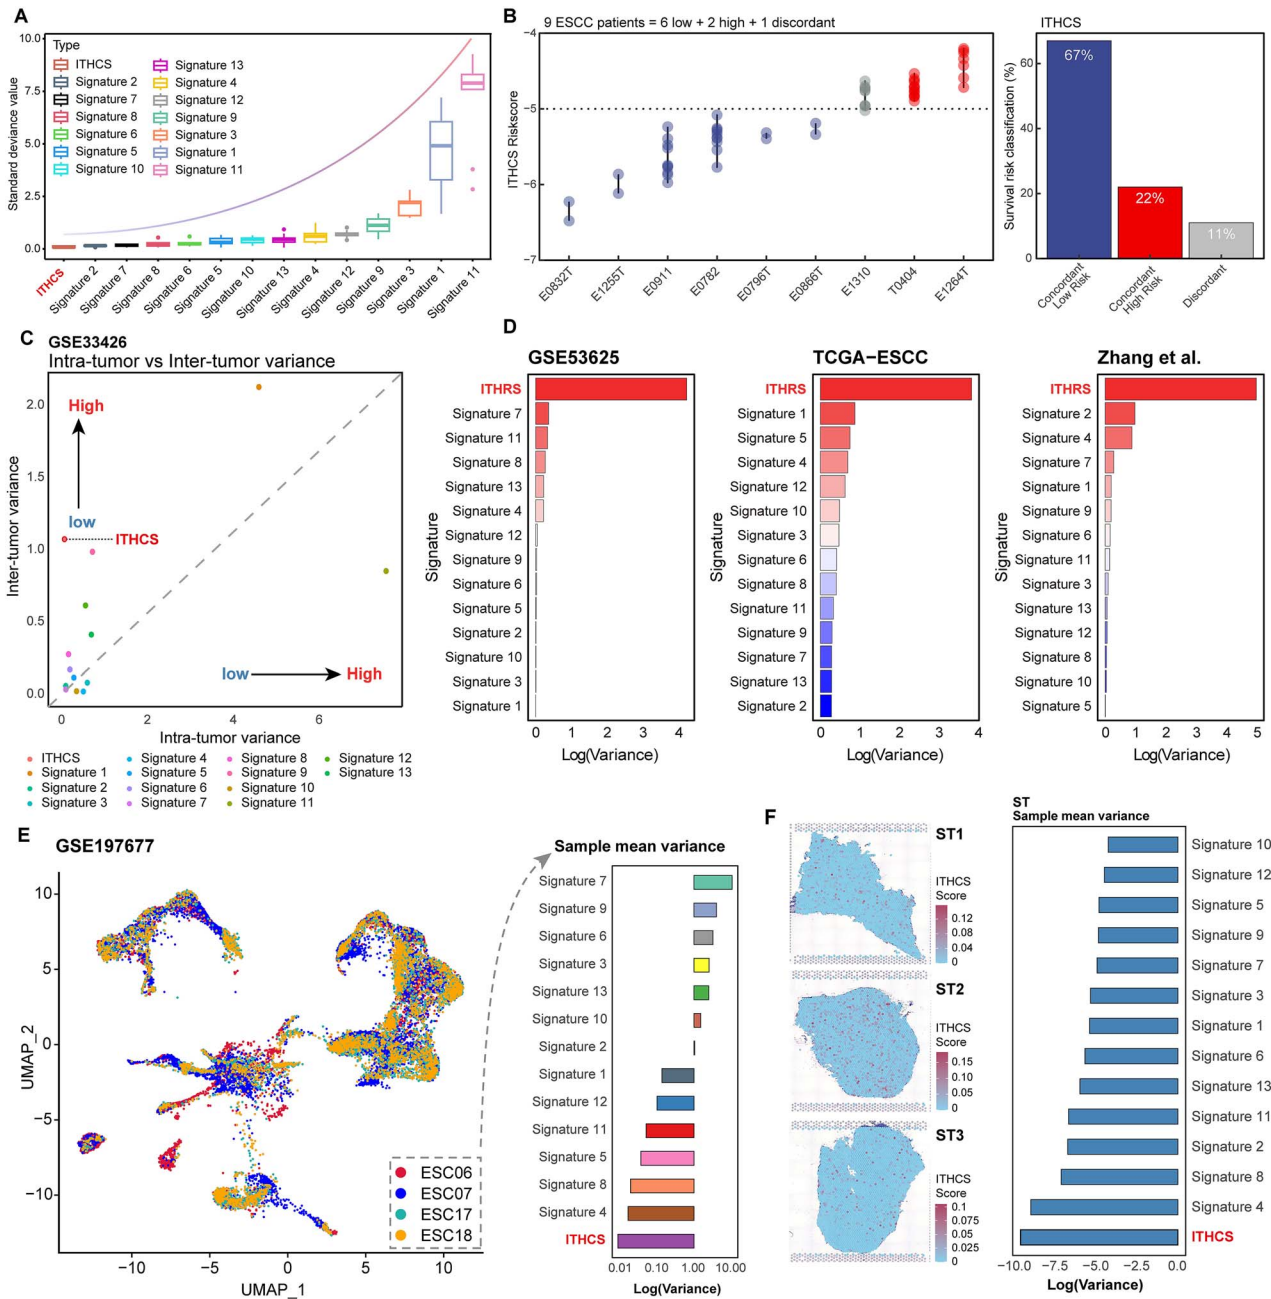 A
10.0
7.5
5.0
2.5
0.0
Standard deviance value
Type
ITHCS
Signature 2
Signature 7
Signature 8
Signature 6
Signature 5
Signature 10
Signature 13
Signature 4
Signature 12
Signature 9
Signature 3
Signature 1
Signature 11
ITHCS
Signature 2
Signature 7
Signature 8
Signature 6
Signature 5
Signature 10
Signature 13
Signature 4
Signature 12
Signature 9
Signature 3
Signature 1
Signature 11
B
9 ESCC patients = 6 low + 2 high + 1 discordant
−4
−5
−6
−7
ITHCS Riskscore
E0832T
E1255T
E0911
E0782
E0796T
E0866T
E1310
T0404
E1264T
ITHCS
Survival risk classification (%)
60
40
20
0
67%
22%
11%
Concordant
Low Risk
Concordant
High Risk
Discordant
C
GSE33426
Intra-tumor vs Inter-tumor variance
Inter-tumor variance
2.0
1.5
1.0
0.5
0.0
High
low
ITHCS
low
High
0
2
4
6
Intra-tumor variance
ITHCS
Signature 1
Signature 2
Signature 3
Signature 4
Signature 5
Signature 6
Signature 7
Signature 8
Signature 9
Signature 10
Signature 11
Signature 12
Signature 13
D
GSE53625
Signature
ITHRS
Signature 7
Signature 11
Signature 8
Signature 13
Signature 4
Signature 12
Signature 9
Signature 6
Signature 5
Signature 2
Signature 10
Signature 3
Signature 1
0 1 2 3 4
Log(Variance)
TCGA−ESCC
Signature
ITHRS
Signature 1
Signature 5
Signature 4
Signature 12
Signature 10
Signature 3
Signature 6
Signature 8
Signature 11
Signature 9
Signature 7
Signature 13
Signature 2
0 1 2 3 4
Log(Variance)
Zhang et al.
Signature
ITHRS
Signature 2
Signature 4
Signature 7
Signature 1
Signature 9
Signature 6
Signature 11
Signature 3
Signature 13
Signature 12
Signature 8
Signature 10
Signature 5
0 1 2 3 4 5
Log(Variance)
E
GSE197677
UMAP_2
10
5
0
−5
−10
ESC06
ESC07
ESC17
ESC18
−10 −5 0 5 10
UMAP_1
Sample mean variance
Signature 7
Signature 9
Signature 6
Signature 3
Signature 13
Signature 10
Signature 2
Signature 1
Signature 12
Signature 11
Signature 5
Signature 8
Signature 4
ITHCS
0.01 0.10 1.00 10.00
Log(Variance)
F
ST1
ITHCS
Score
0.12
0.08
0.04
0
ST2
ITHCS
Score
0.15
0.10
0.05
0
ST3
ITHCS
Score
0.1
0.075
0.05
0.025
0
ST
Sample mean variance
Signature 10
Signature 12
Signature 5
Signature 9
Signature 7
Signature 3
Signature 1
Signature 6
Signature 13
Signature 11
Signature 2
Signature 8
Signature 4
ITHCS
−10.0 −7.5 −5.0 −2.5 0.0
Log(Variance)